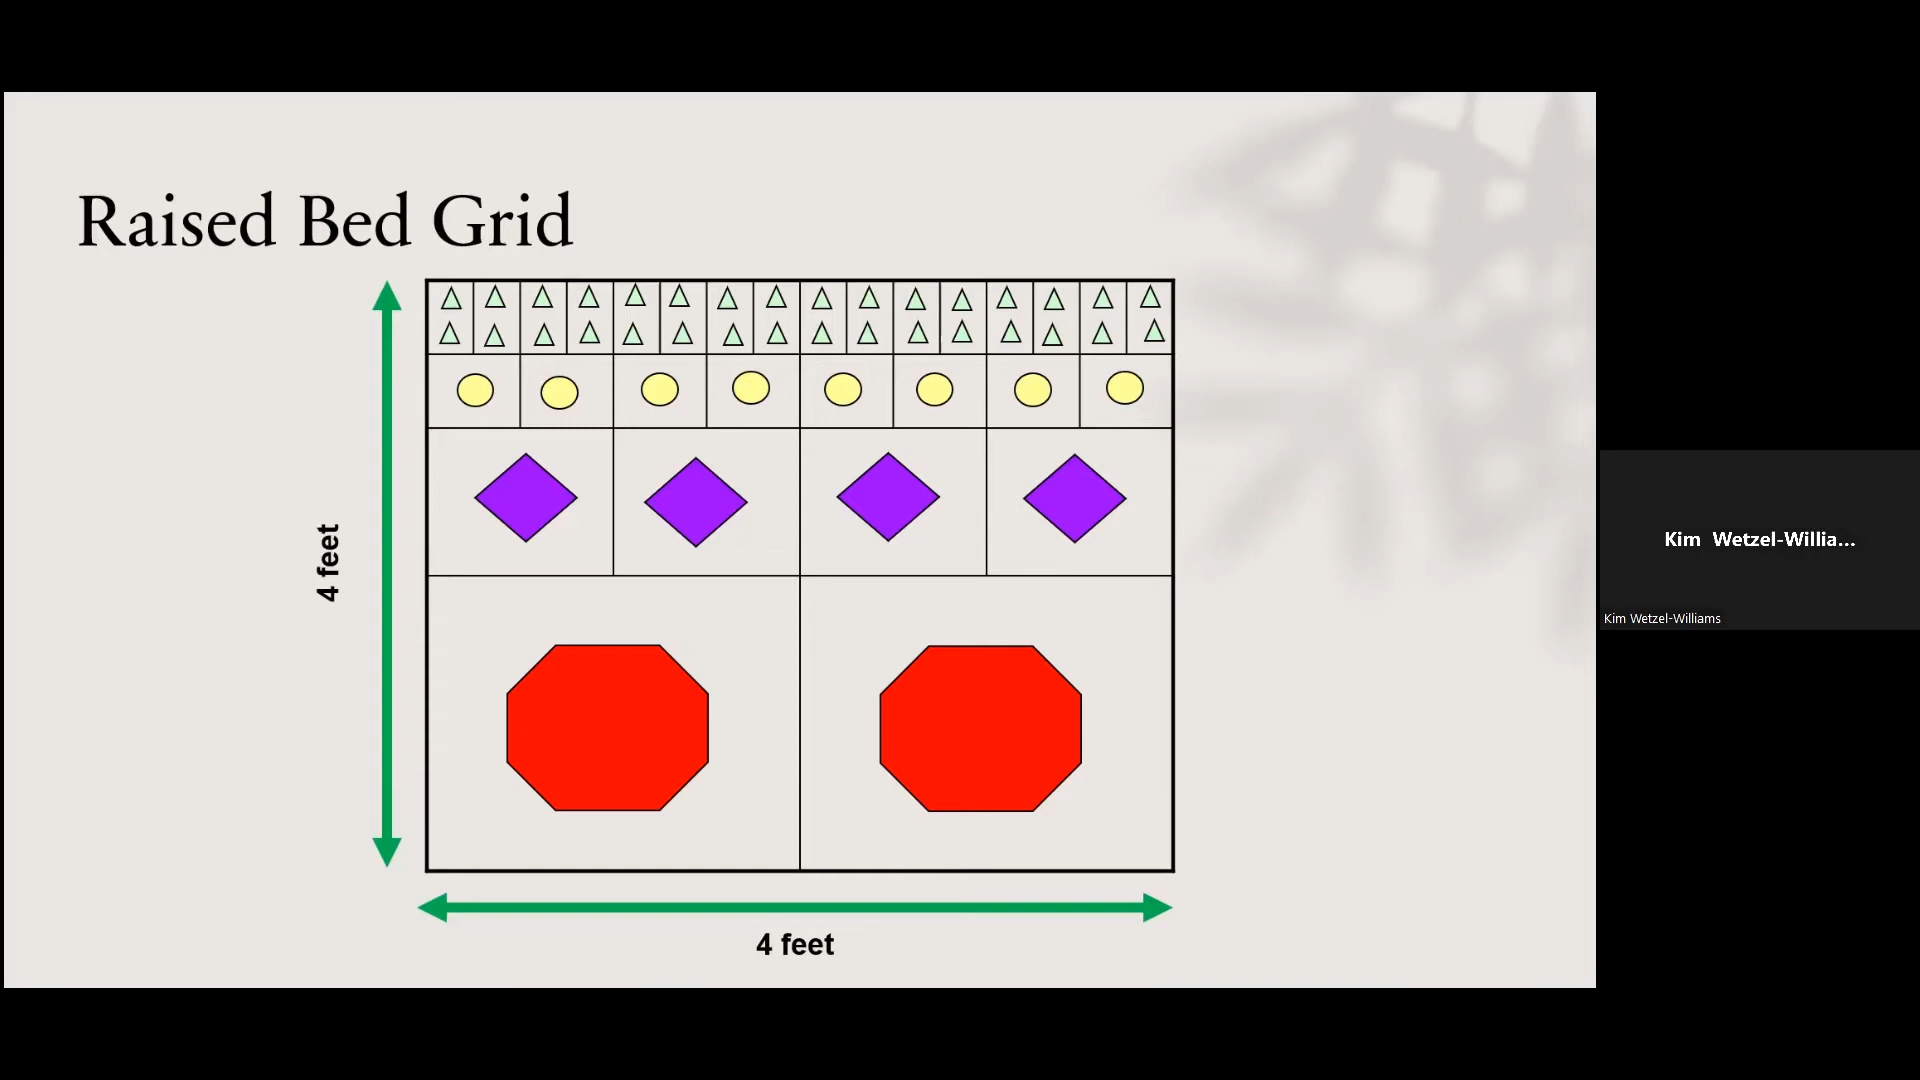 Raised Bed Grid
4 feet
4 feet
Kim Wetzel-Willia...
Kim Wetzel-Williams